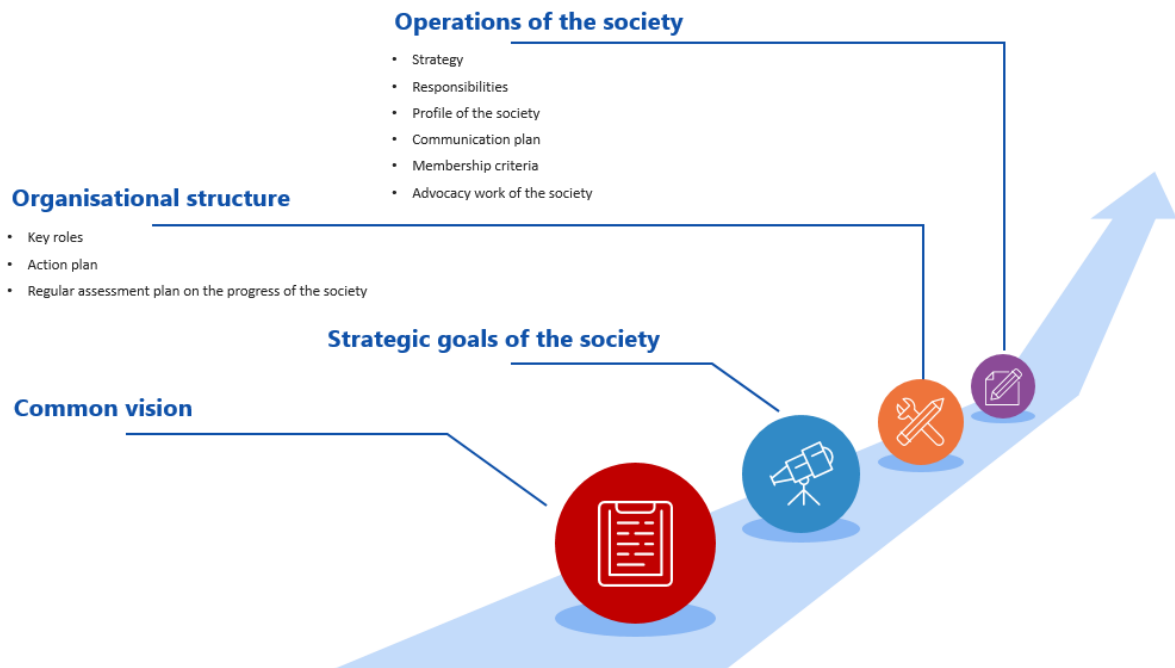 Operations of the society
• Strategy
• Responsibilities
• Profile of the society
• Communication plan
• Membership criteria
• Advocacy work of the society
Organisational structure
• Key roles
• Action plan
• Regular assessment plan on the progress of the society
Strategic goals of the society
Common vision